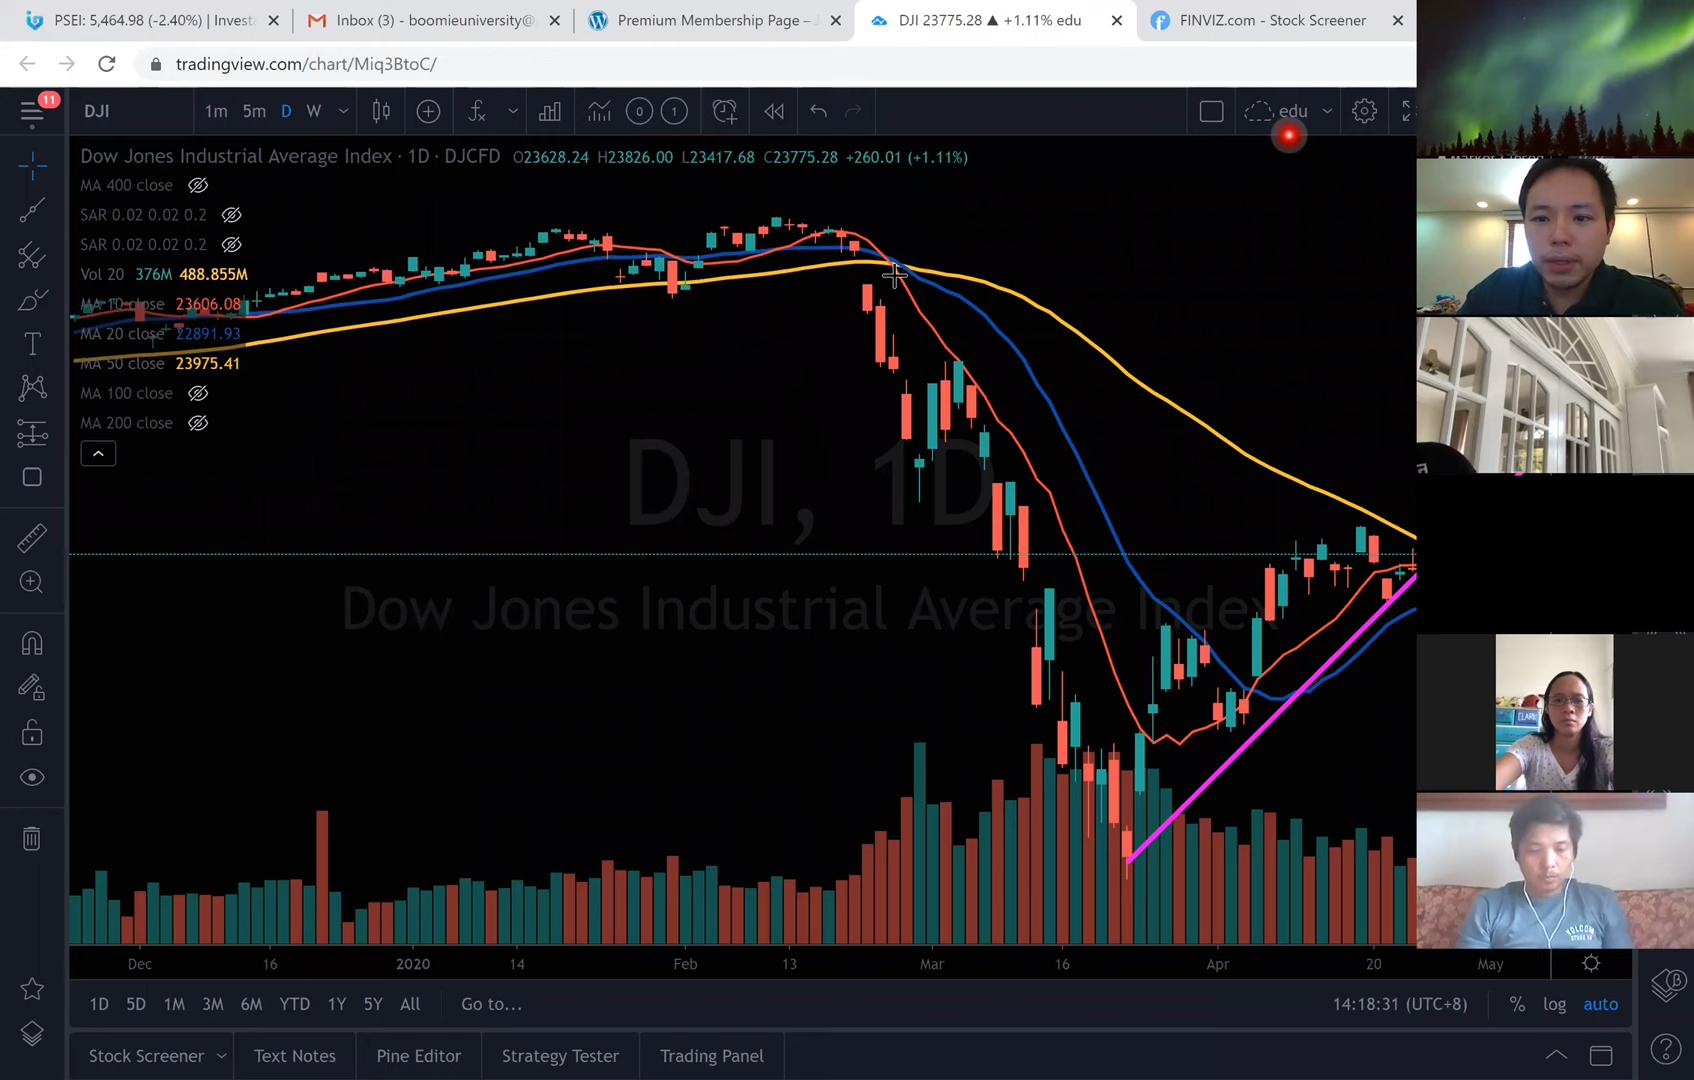 PSEI: 5,464.98 (-2.40%) | Invest
Inbox (3) - boomieuniversity@
Premium Membership Page –
DJI 23775.28 ▲ +1.11% edu
FINVIZ.com - Stock Screener
tradingview.com/chart/Miq3BtoC/
11
DJI
1m 5m D W
0 1
edu
Dow Jones Industrial Average Index · 1D · DJCFD O23628.24 H23826.00 L23417.68 C23775.28 +260.01 (+1.11%)
MA 400 close
SAR 0.02 0.02 0.2
SAR 0.02 0.02 0.2
Vol 20 376M 488.855M
MA 10 close 23606.08
MA 20 close 22891.93
MA 50 close 23975.41
MA 100 close
MA 200 close
DJI, 1D
Dow Jones Industrial Average Index
CLARK
VOLCOM
Dec 16 2020 14 Feb 13 Mar 16 Apr 20 May
1D 5D 1M 3M 6M YTD 1Y 5Y All Go to...
14:18:31 (UTC+8) % log auto
Stock Screener Text Notes Pine Editor Strategy Tester Trading Panel